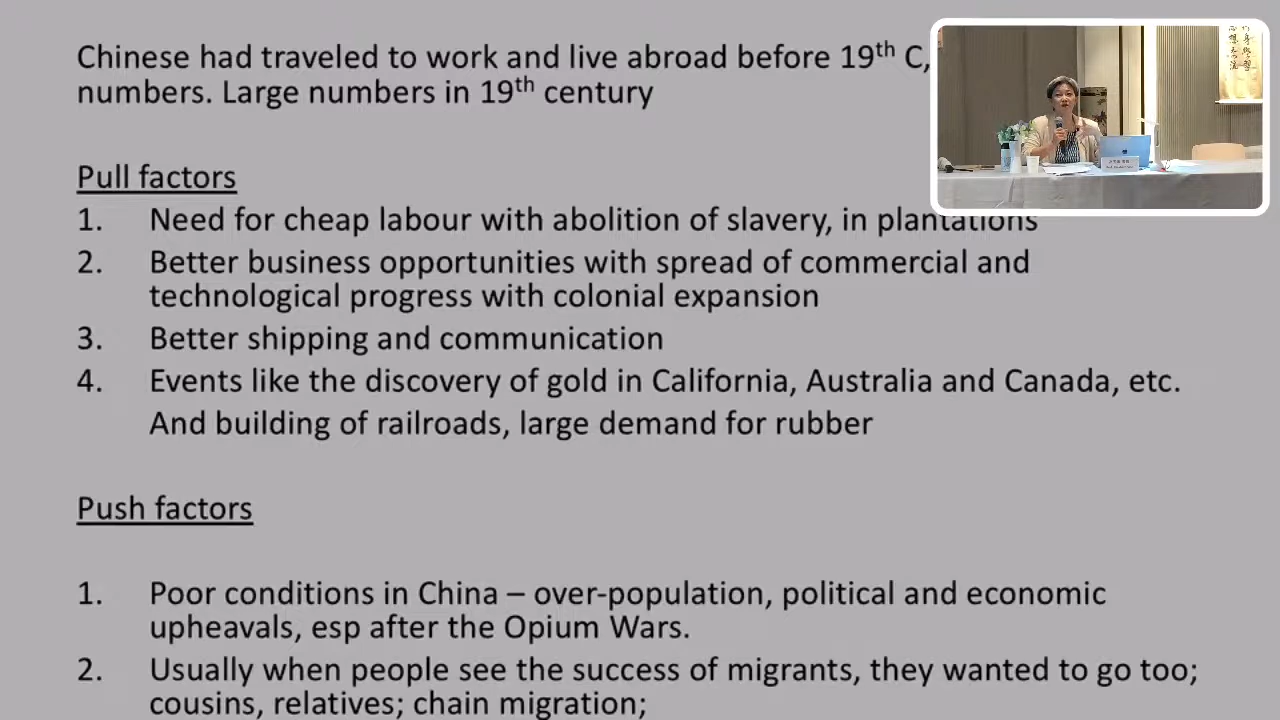 Chinese had traveled to work and live abroad before 19th C,
numbers. Large numbers in 19th century
Pull factors
1. Need for cheap labour with abolition of slavery, in plantations
2. Better business opportunities with spread of commercial and
technological progress with colonial expansion
3. Better shipping and communication
4. Events like the discovery of gold in California, Australia and Canada, etc.
And building of railroads, large demand for rubber
Push factors
1. Poor conditions in China – over-population, political and economic
upheavals, esp after the Opium Wars.
2. Usually when people see the success of migrants, they wanted to go too;
cousins, relatives; chain migration;